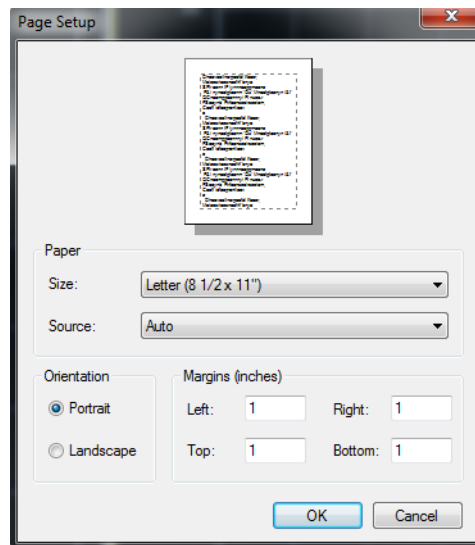 Page Setup
Paper
Size: Letter (8 1/2 x 11")
Source: Auto
Orientation
Portrait
Landscape
Margins (inches)
Left: 1 Right: 1
Top: 1 Bottom: 1
OK Cancel